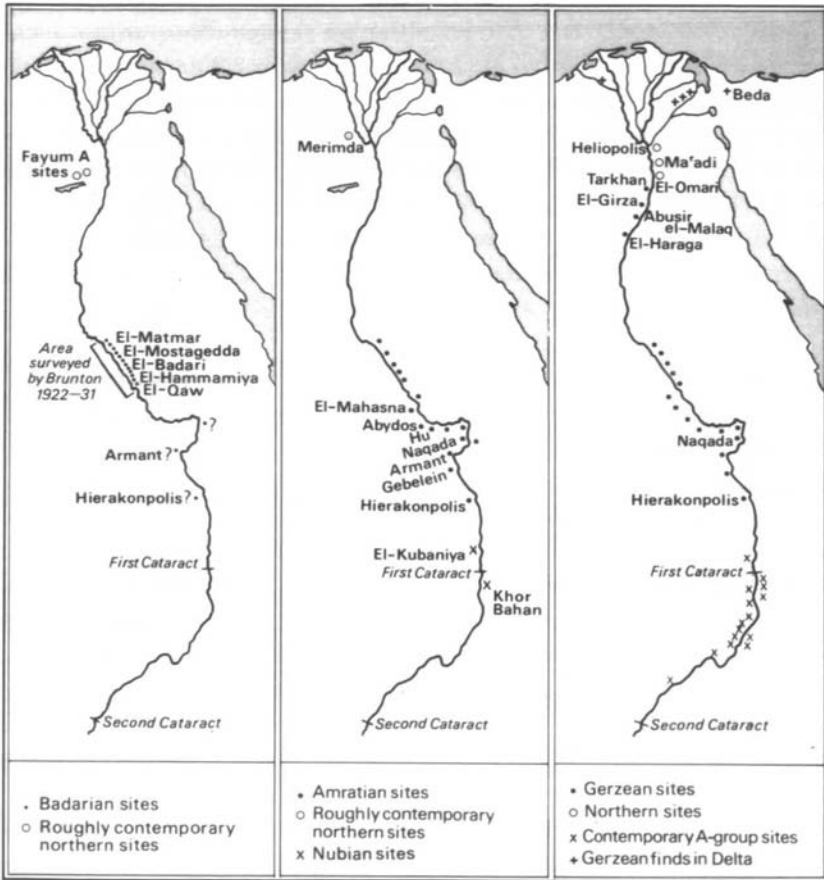 Fayum A
sites
El-Matmar
El-Mostagedda
El-Badari
El-Hammamiya
El-Qaw
Area
surveyed
by Brunton
1922–31
?
Armant?
Hierakonpolis?
First Cataract
Second Cataract
Badarian sites
Roughly contemporary
northern sites
Merimda
El-Mahasna
Abydos
Hu
Naqada
Armant
Gebelein
Hierakonpolis
El-Kubaniya
First Cataract
Khor
Bahan
Second Cataract
Amratian sites
Roughly contemporary
northern sites
x Nubian sites
Beda
Heliopolis
Maʿadi
Tarkhan
El-Omari
El-Girza
Abusir
el-Malaq
El-Haraga
Naqada
Hierakonpolis
First Cataract
Second Cataract
Gerzean sites
Northern sites
x Contemporary A-group sites
+ Gerzean finds in Delta